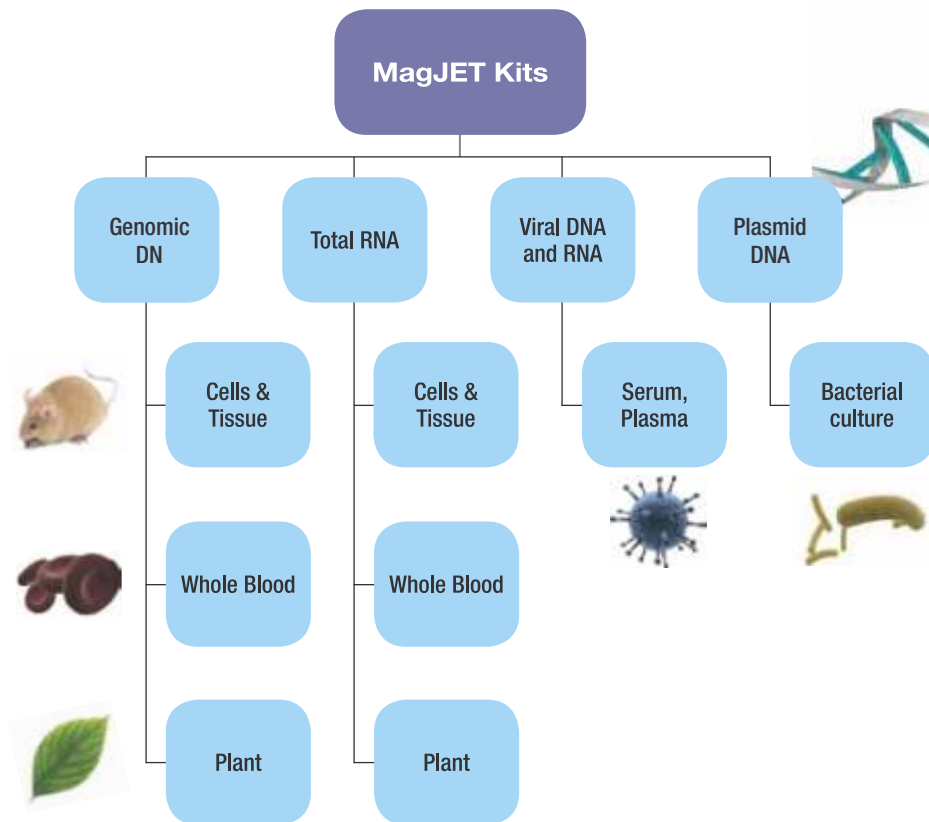 MagJET Kits
Genomic
DN
Total RNA
Viral DNA
and RNA
Plasmid
DNA
Cells &
Tissue
Cells &
Tissue
Serum,
Plasma
Bacterial
culture
Whole Blood
Whole Blood
Plant
Plant